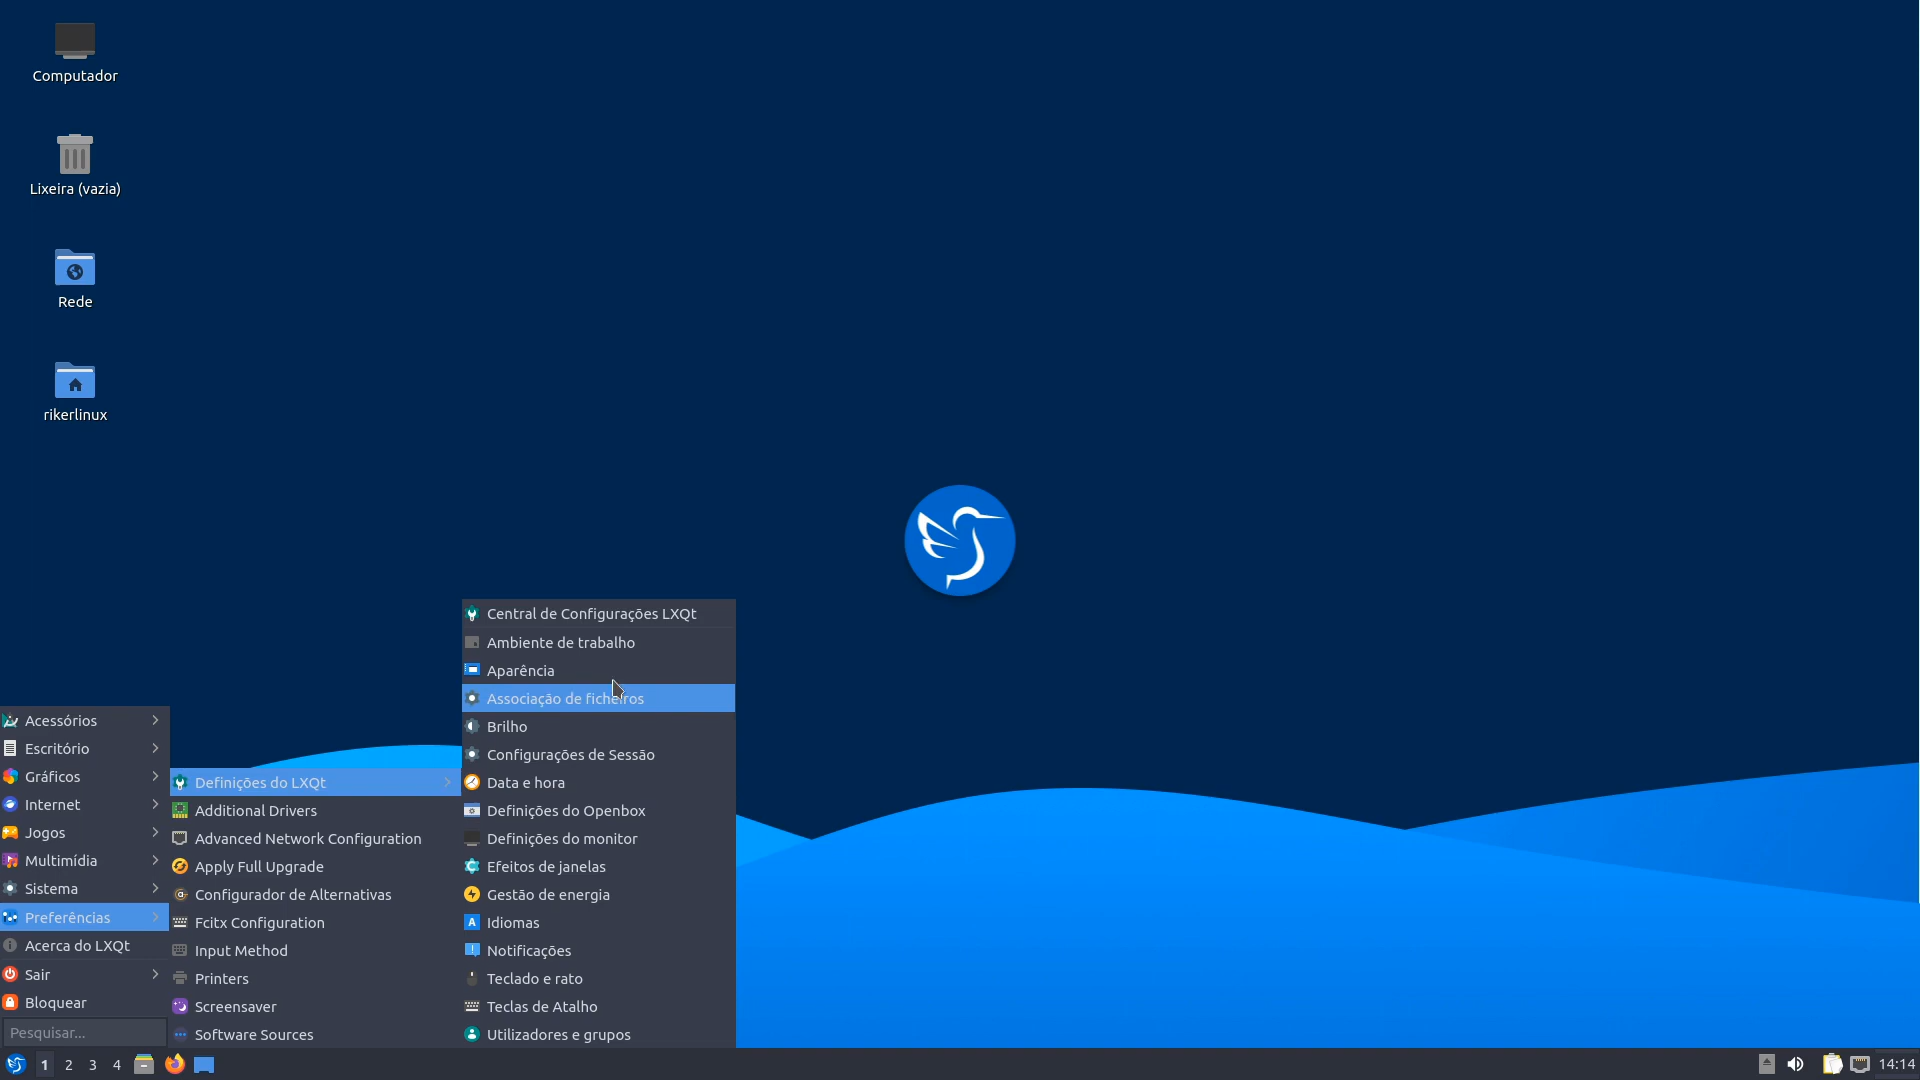 Computador
Lixeira (vazia)
Rede
rikerlinux
Acessórios
Escritório
Gráficos
Internet
Jogos
Multimídia
Sistema
Preferências
Acerca do LXQt
Sair
Bloquear
Pesquisar...
Definições do LXQt
Additional Drivers
Advanced Network Configuration
Apply Full Upgrade
Configurador de Alternativas
Fcitx Configuration
Input Method
Printers
Screensaver
Software Sources
Central de Configurações LXQt
Ambiente de trabalho
Aparência
Associação de ficheiros
Brilho
Configurações de Sessão
Data e hora
Definições do Openbox
Definições do monitor
Efeitos de janelas
Gestão de energia
Idiomas
Notificações
Teclado e rato
Teclas de Atalho
Utilizadores e grupos
1 2 3 4
14:14